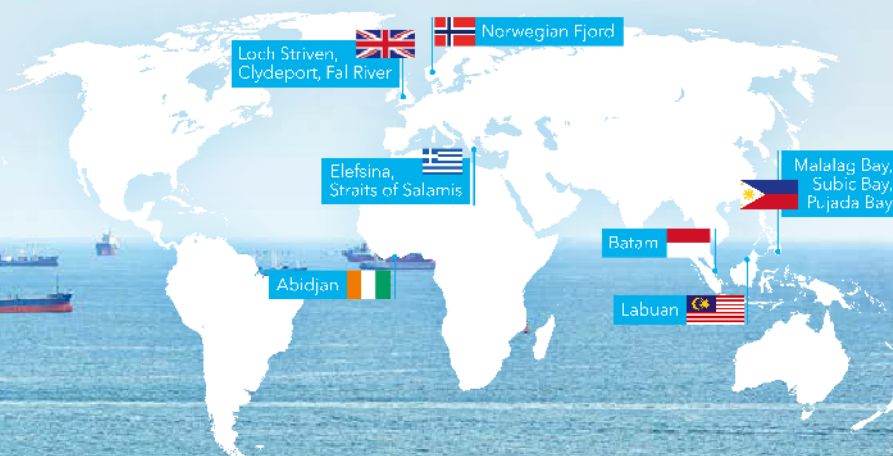 Norwegian Fjord
Loch Striven,
Clydeport, Fal River
Elefsina,
Straits of Salamis
Malalag Bay,
Subic Bay,
Pujada Bay
Batam
Abidjan
Labuan